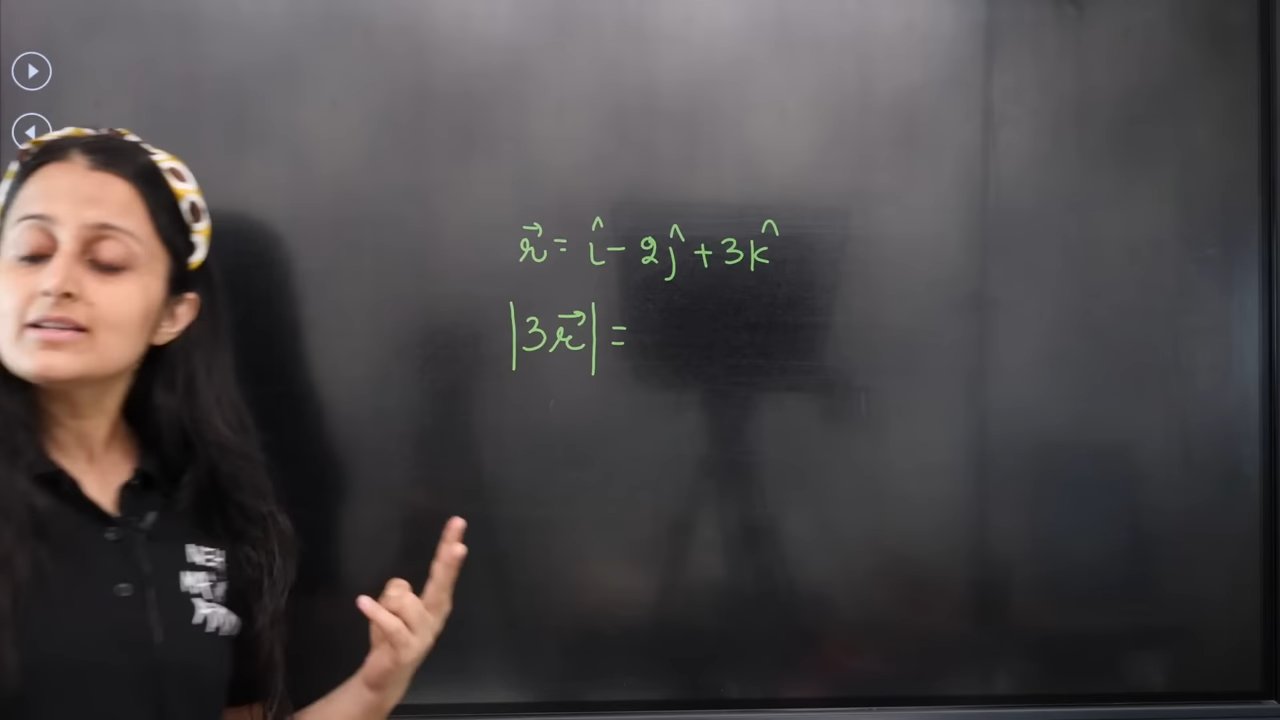 r⃗ = î - 2ĵ + 3k̂
|3r⃗| =